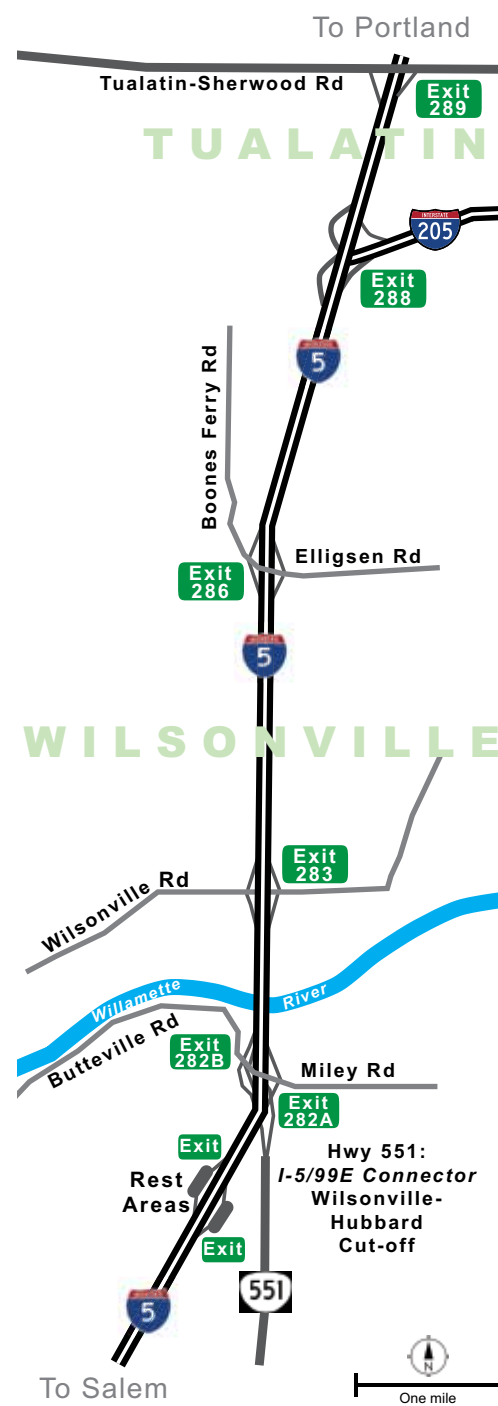 To Portland
Tualatin-Sherwood Rd
Exit
289
TUALATIN
INTERSTATE
205
Exit
288
5
Boones Ferry Rd
Elligsen Rd
Exit
286
5
WILSONVILLE
Exit
283
Wilsonville Rd
Willamette River
Butteville Rd
Exit
282B
Miley Rd
Exit
282A
Exit
Rest
Areas
Hwy 551:
I-5/99E Connector
Wilsonville-
Hubbard
Cut-off
Exit
551
5
To Salem
N
One mile